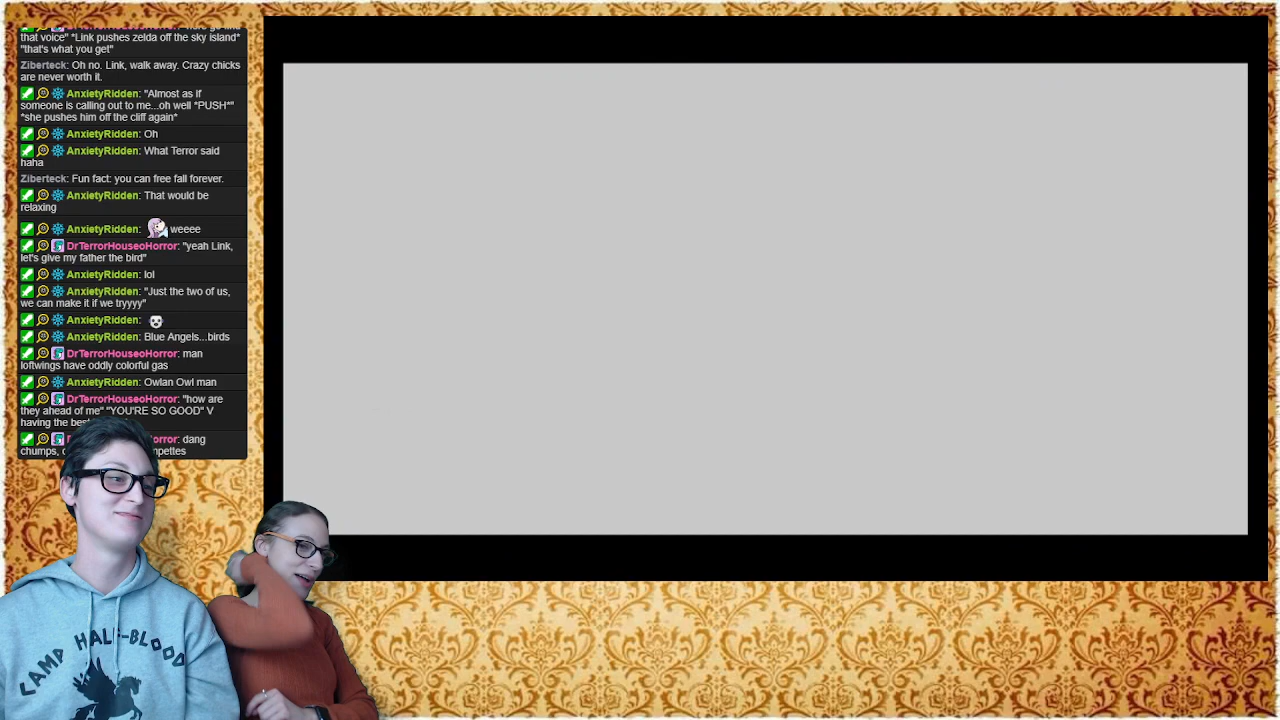 that voice" *Link pushes zelda off the sky island*
"that's what you get"
Ziberteck: Oh no. Link, walk away. Crazy chicks
are never worth it.
AnxietyRidden: "Almost as if
someone is calling out to me...oh well *PUSH*"
*she pushes him off the cliff again*
AnxietyRidden: Oh
AnxietyRidden: What Terror said
haha
Ziberteck: Fun fact: you can free fall forever.
AnxietyRidden: That would be
relaxing
AnxietyRidden: weeee
DrTerrorHouseoHorror: "yeah Link,
let's give my father the bird"
AnxietyRidden: lol
AnxietyRidden: "Just the two of us,
we can make it if we tryyyy"
AnxietyRidden:
AnxietyRidden: Blue Angels...birds
DrTerrorHouseoHorror: man
loftwings have oddly colorful gas
AnxietyRidden: Owlan Owl man
DrTerrorHouseoHorror: "how are
they ahead of me" "YOU'RE SO GOOD" V
having the best
orror: dang
chumps,
CAMP HALF-BLOOD